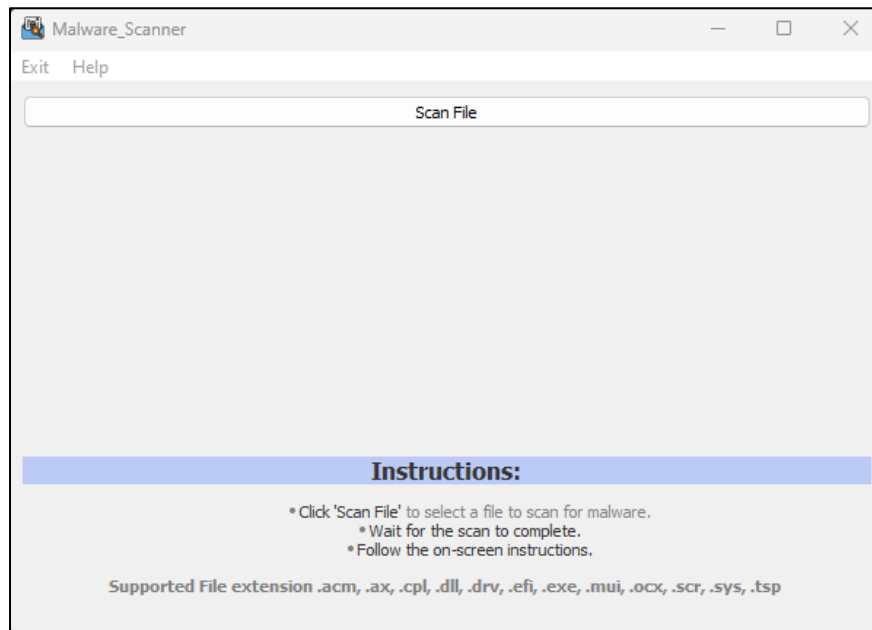 Malware_Scanner
Exit Help
Scan File
Instructions:
• Click 'Scan File' to select a file to scan for malware.
• Wait for the scan to complete.
• Follow the on-screen instructions.
Supported File extension .acm, .ax, .cpl, .dll, .drv, .efi, .exe, .mui, .ocx, .scr, .sys, .tsp